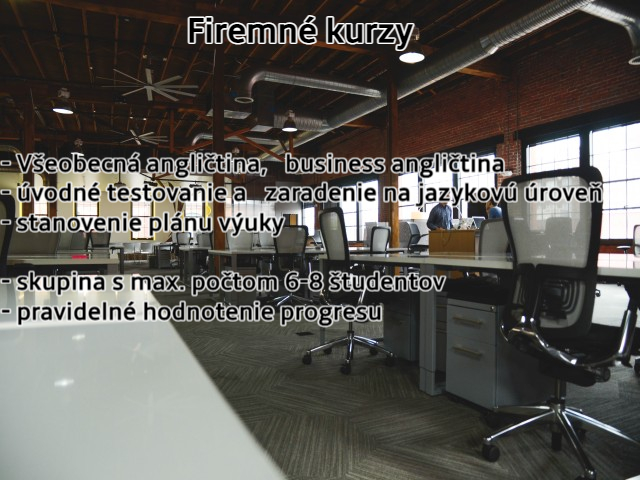 Firemné kurzy
- Všeobecná angličtina, business angličtina
- úvodné testovanie a zaradenie na jazykovú úroveň
- stanovenie plánu výuky
- skupina s max. počtom 6-8 študentov
- pravidelné hodnotenie progresu